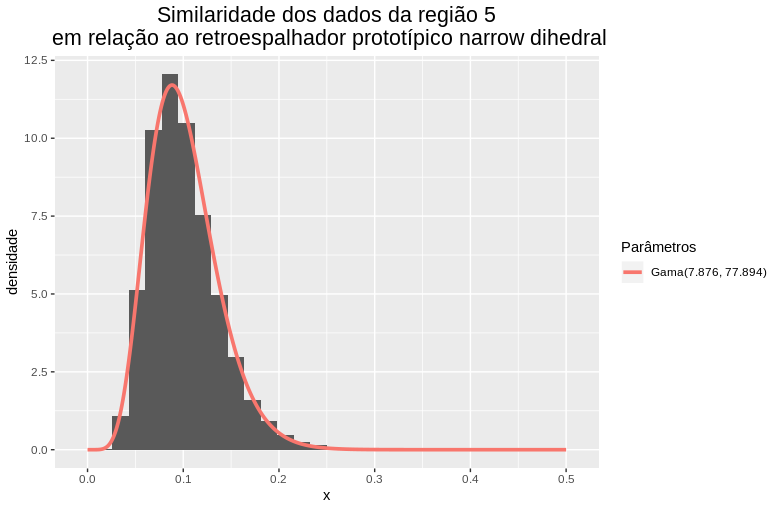 Similaridade dos dados da região 5
em relação ao retroespalhador prototípico narrow dihedral
12.5
10.0
7.5
5.0
2.5
0.0
densidade
0.0 0.1 0.2 0.3 0.4 0.5
x
Parâmetros
Gama(7.876, 77.894)